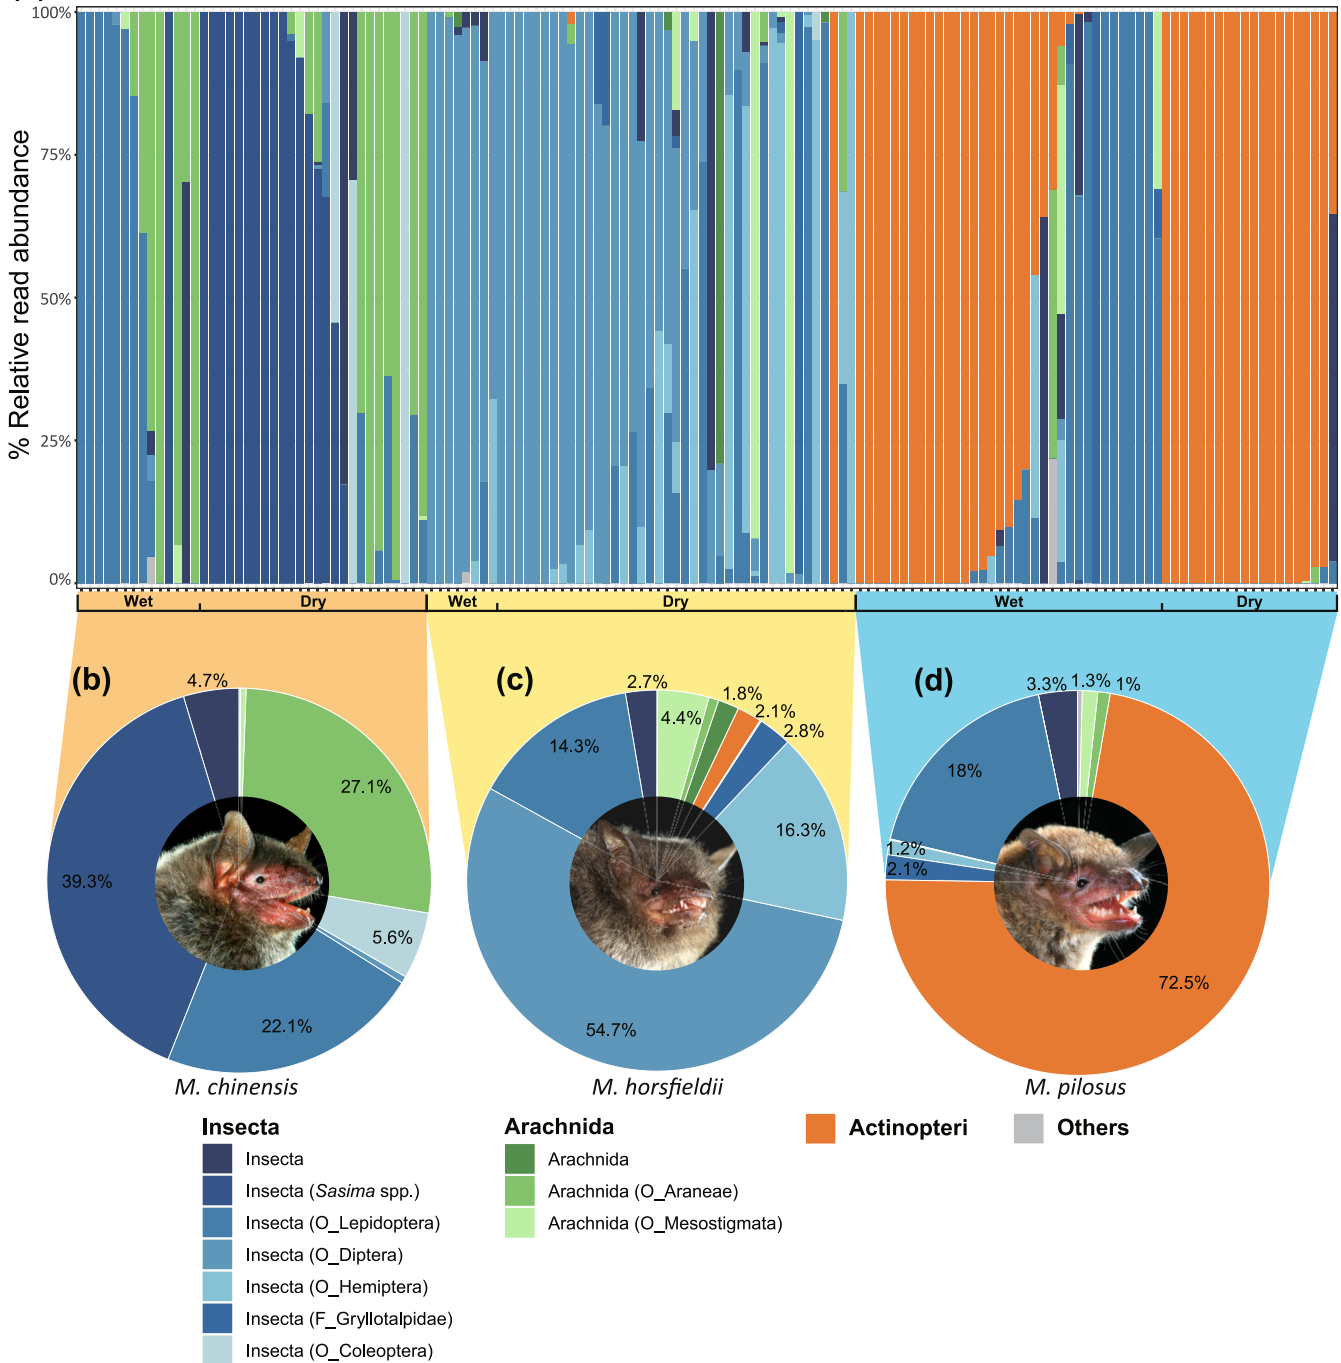 100%
75%
50%
25%
0%
% Relative read abundance
Wet Dry Wet Dry Wet Dry
(b) (c) (d)
4.7%
27.1%
5.6%
22.1%
39.3%
2.7%
4.4%
1.8%
2.1%
2.8%
16.3%
54.7%
14.3%
3.3%
1.3%
1%
72.5%
2.1%
1.2%
18%
M. chinensis M. horsfieldii M. pilosus
Insecta
Insecta
Insecta (Sasima spp.)
Insecta (O_Lepidoptera)
Insecta (O_Diptera)
Insecta (O_Hemiptera)
Insecta (F_Gryllotalpidae)
Insecta (O_Coleoptera)
Arachnida
Arachnida
Arachnida (O_Araneae)
Arachnida (O_Mesostigmata)
Actinopteri
Others